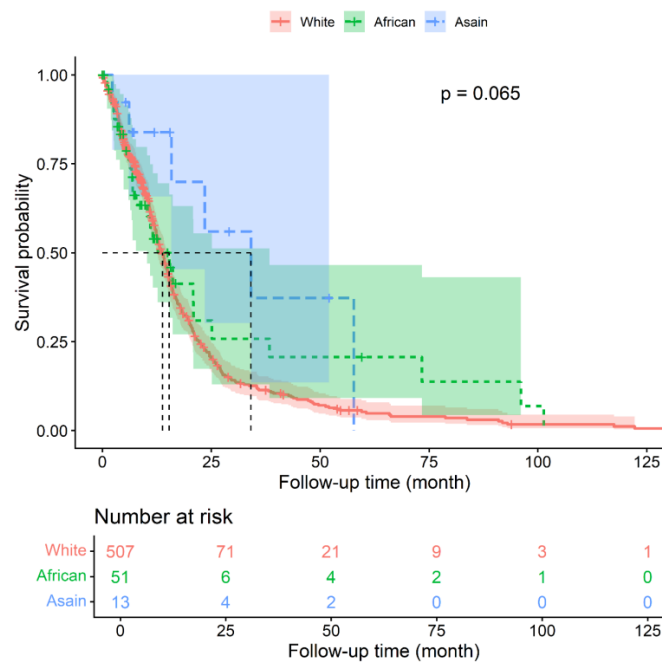 White African Asain
p = 0.065
Survival probability
1.00
0.75
0.50
0.25
0.00
0 25 50 75 100 125
Follow-up time (month)
Number at risk
White 507 71 21 9 3 1
African 51 6 4 2 1 0
Asain 13 4 2 0 0 0
0 25 50 75 100 125
Follow-up time (month)